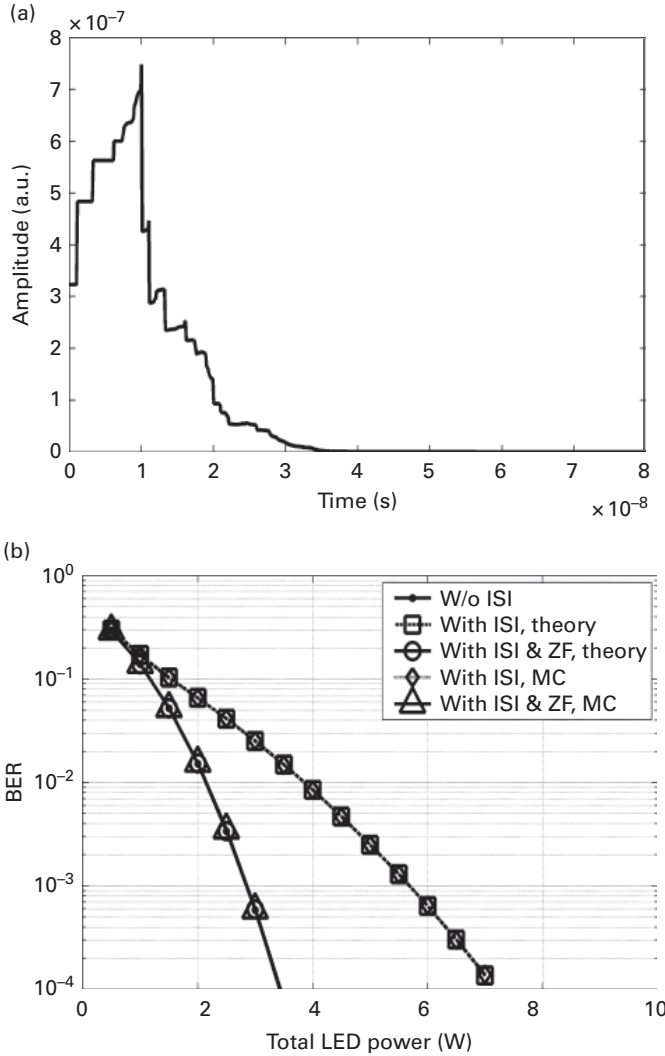 (a)
×10⁻⁷
8
7
6
5
4
3
2
1
0
Amplitude (a.u.)
0 1 2 3 4 5 6 7 8
Time (s)
×10⁻⁸
(b)
10⁰
10⁻¹
10⁻²
10⁻³
10⁻⁴
BER
W/o ISI
With ISI, theory
With ISI & ZF, theory
With ISI, MC
With ISI & ZF, MC
0 2 4 6 8 10
Total LED power (W)